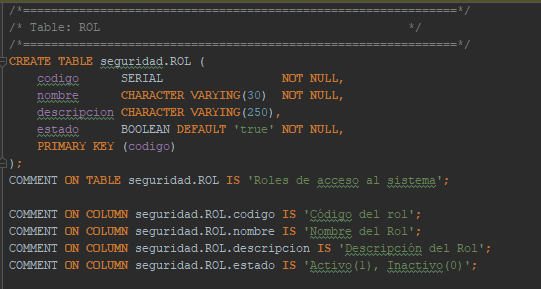 /*==============================================================*/
/* Table: ROL */
/*==============================================================*/
CREATE TABLE seguridad.ROL (
codigo SERIAL NOT NULL,
nombre CHARACTER VARYING(30) NOT NULL,
descripcion CHARACTER VARYING(250),
estado BOOLEAN DEFAULT 'true' NOT NULL,
PRIMARY KEY (codigo)
);
COMMENT ON TABLE seguridad.ROL IS 'Roles de acceso al sistema';
COMMENT ON COLUMN seguridad.ROL.codigo IS 'Código del rol';
COMMENT ON COLUMN seguridad.ROL.nombre IS 'Nombre del Rol';
COMMENT ON COLUMN seguridad.ROL.descripcion IS 'Descripción del Rol';
COMMENT ON COLUMN seguridad.ROL.estado IS 'Activo(1), Inactivo(0)';